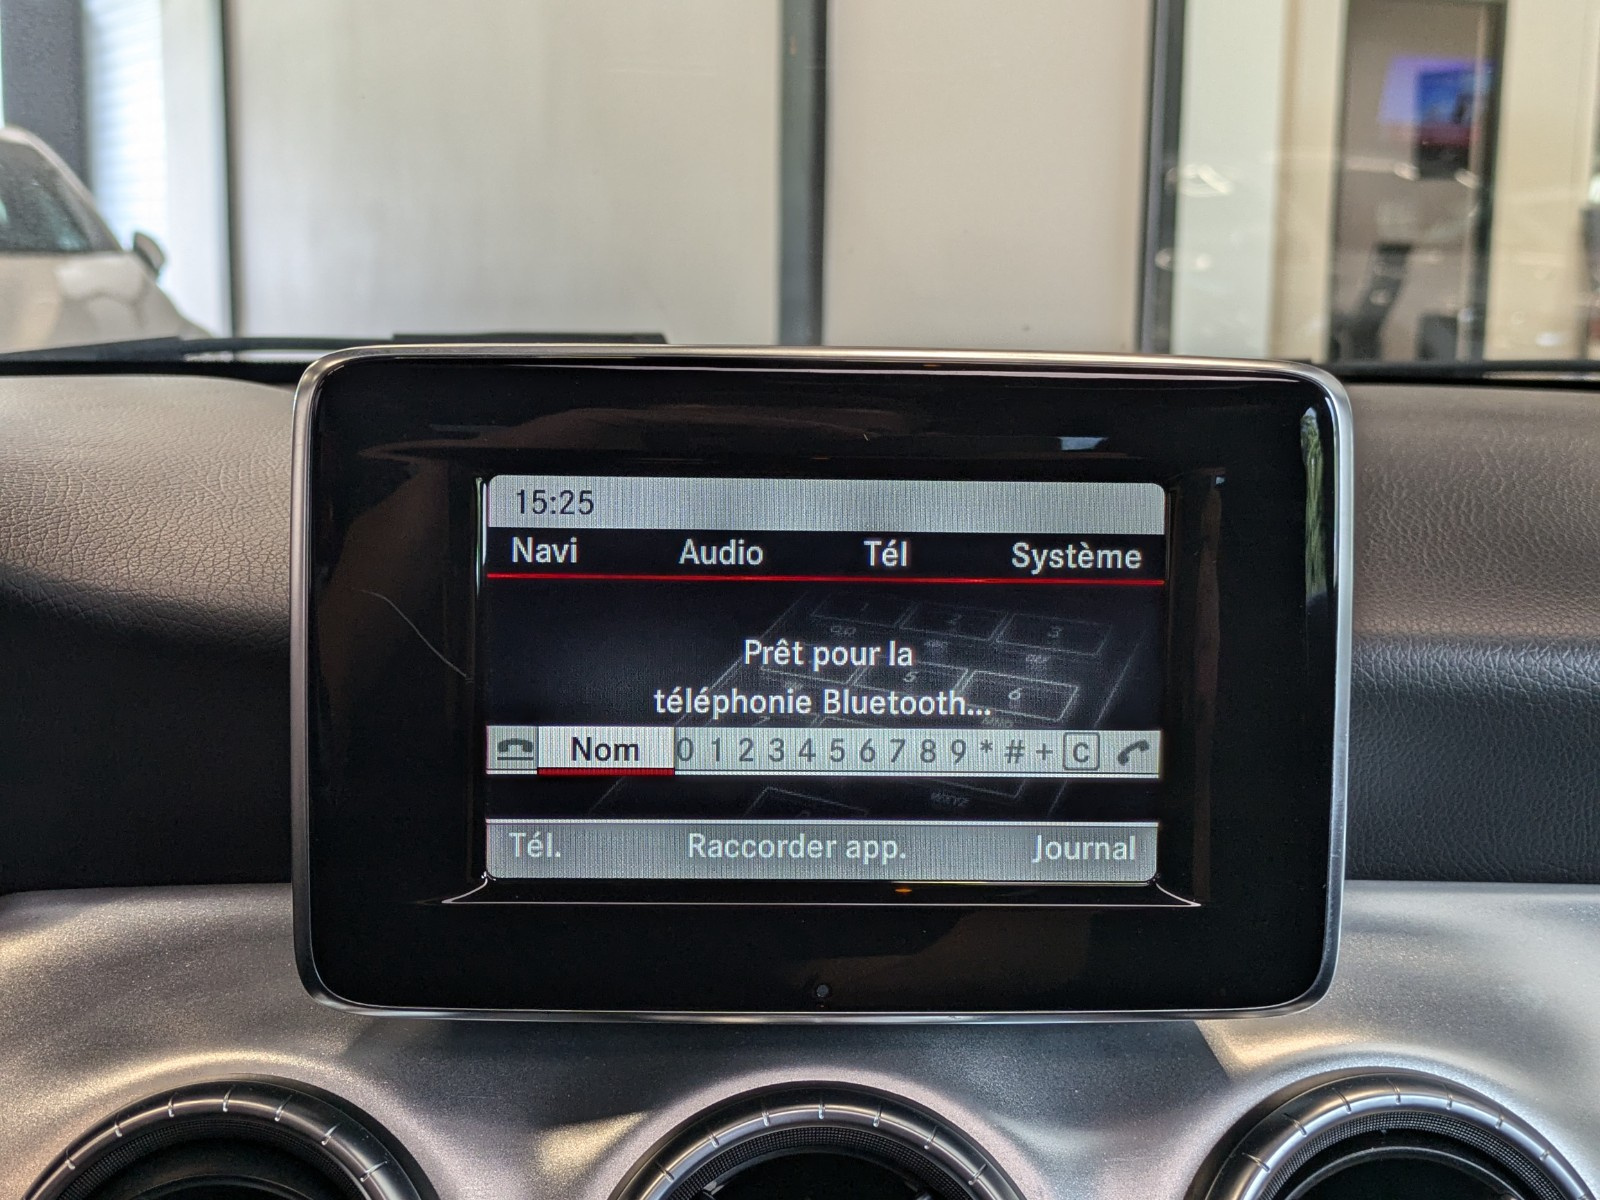 15:25
Navi Audio Tél Système
Prêt pour la
téléphonie Bluetooth...
Nom 0 1 2 3 4 5 6 7 8 9 * # + C
Tél. Raccorder app. Journal